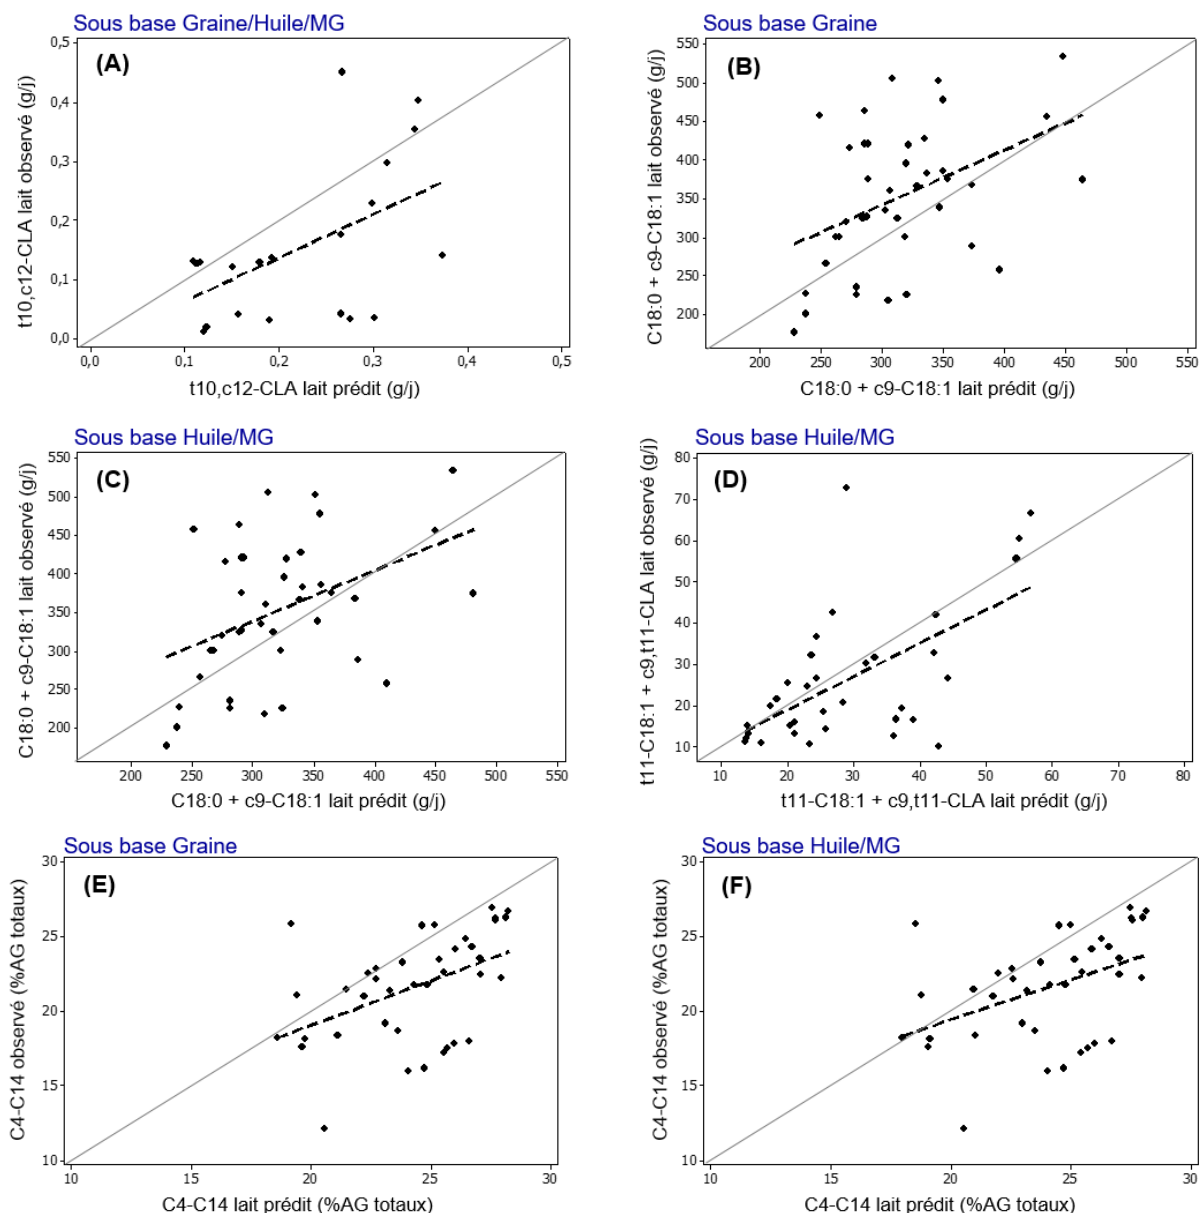 Sous base Graine/Huile/MG
(A)
t10,c12-CLA lait observé (g/j)
0,5
0,4
0,3
0,2
0,1
0,0
0,0 0,1 0,2 0,3 0,4 0,5
t10,c12-CLA lait prédit (g/j)
Sous base Graine
(B)
C18:0 + c9-C18:1 lait observé (g/j)
550
500
450
400
350
300
250
200
200 250 300 350 400 450 500 550
C18:0 + c9-C18:1 lait prédit (g/j)
Sous base Huile/MG
(C)
C18:0 + c9-C18:1 lait observé (g/j)
550
500
450
400
350
300
250
200
200 250 300 350 400 450 500 550
C18:0 + c9-C18:1 lait prédit (g/j)
Sous base Huile/MG
(D)
t11-C18:1 + c9,t11-CLA lait observé (g/j)
80
70
60
50
40
30
20
10
10 20 30 40 50 60 70 80
t11-C18:1 + c9,t11-CLA lait prédit (g/j)
Sous base Graine
(E)
C4-C14 observé (%AG totaux)
30
25
20
15
10
10 15 20 25 30
C4-C14 lait prédit (%AG totaux)
Sous base Huile/MG
(F)
C4-C14 observé (%AG totaux)
30
25
20
15
10
10 15 20 25 30
C4-C14 lait prédit (%AG totaux)